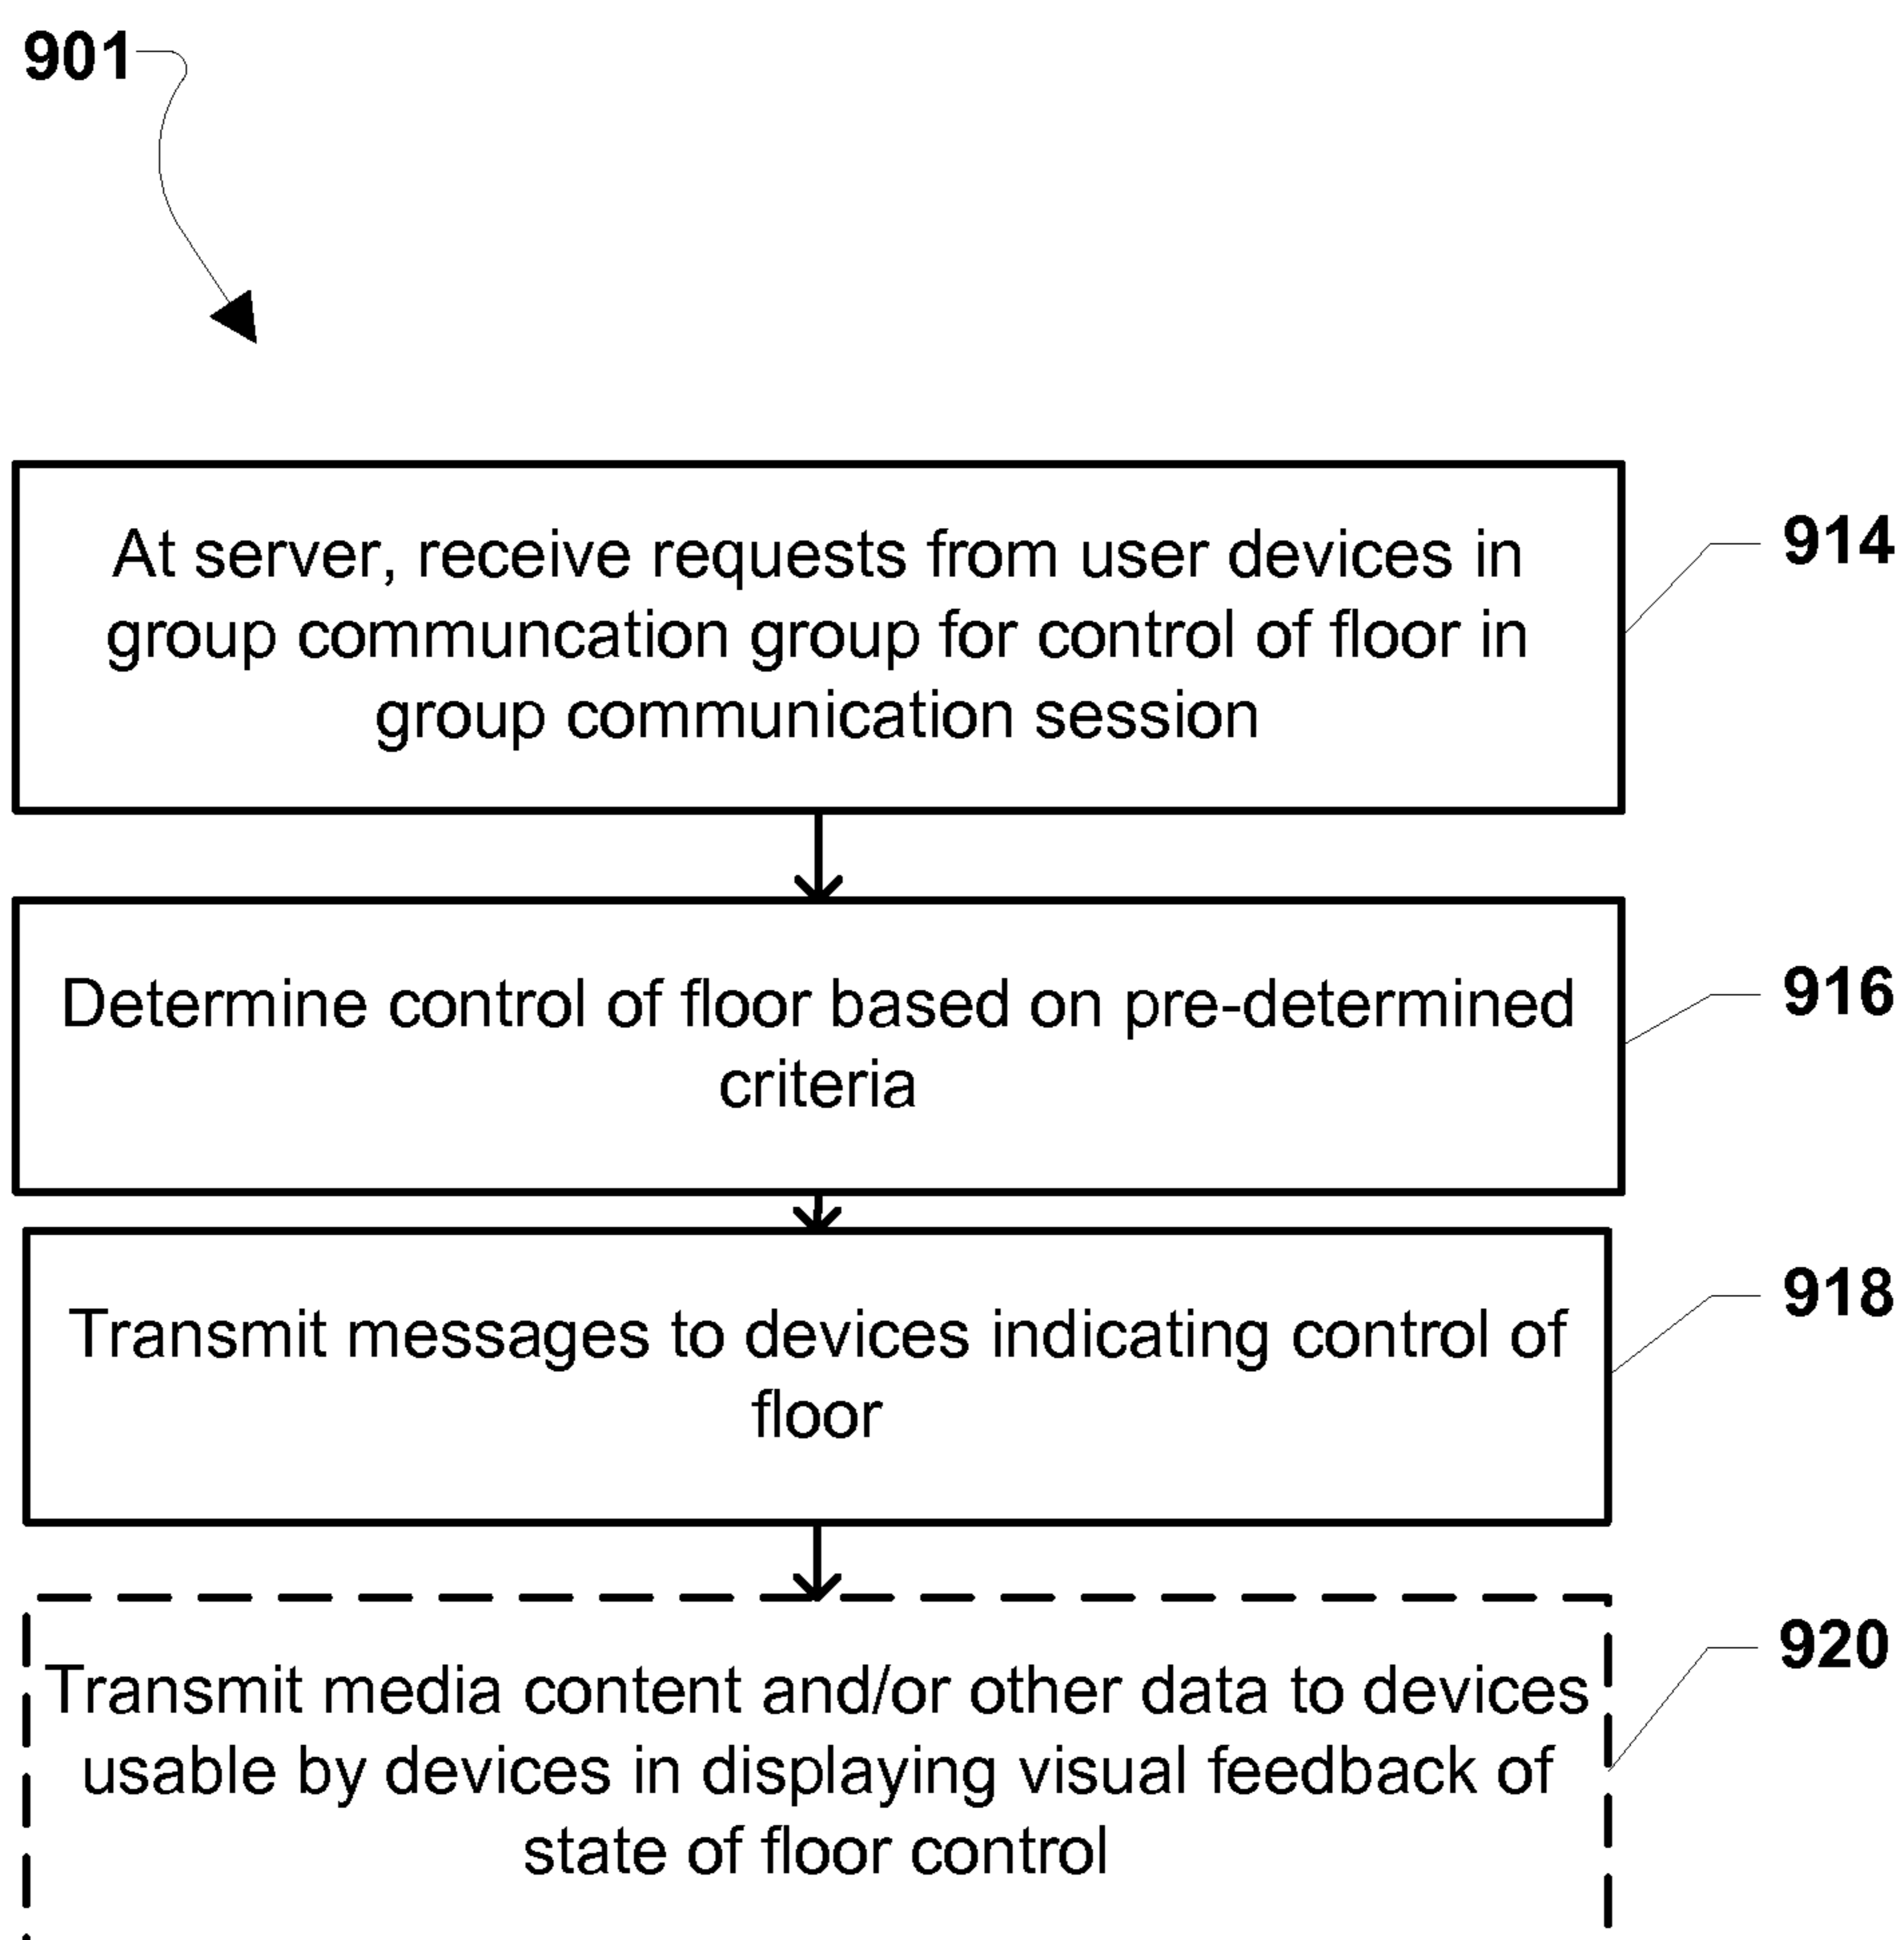 901
At server, receive requests from user devices in
group communcation group for control of floor in
group communication session
914
Determine control of floor based on pre-determined
criteria
916
Transmit messages to devices indicating control of
floor
918
Transmit media content and/or other data to devices
usable by devices in displaying visual feedback of
state of floor control
920